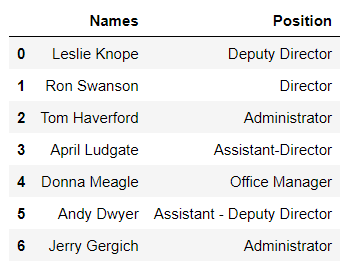 Names Position
0 Leslie Knope Deputy Director
1 Ron Swanson Director
2 Tom Haverford Administrator
3 April Ludgate Assistant-Director
4 Donna Meagle Office Manager
5 Andy Dwyer Assistant - Deputy Director
6 Jerry Gergich Administrator